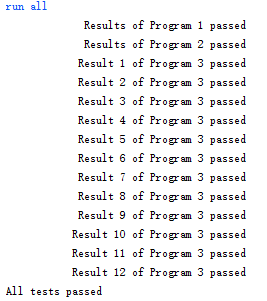 run all
Results of Program 1 passed
Results of Program 2 passed
Result 1 of Program 3 passed
Result 2 of Program 3 passed
Result 3 of Program 3 passed
Result 4 of Program 3 passed
Result 5 of Program 3 passed
Result 6 of Program 3 passed
Result 7 of Program 3 passed
Result 8 of Program 3 passed
Result 9 of Program 3 passed
Result 10 of Program 3 passed
Result 11 of Program 3 passed
Result 12 of Program 3 passed
All tests passed